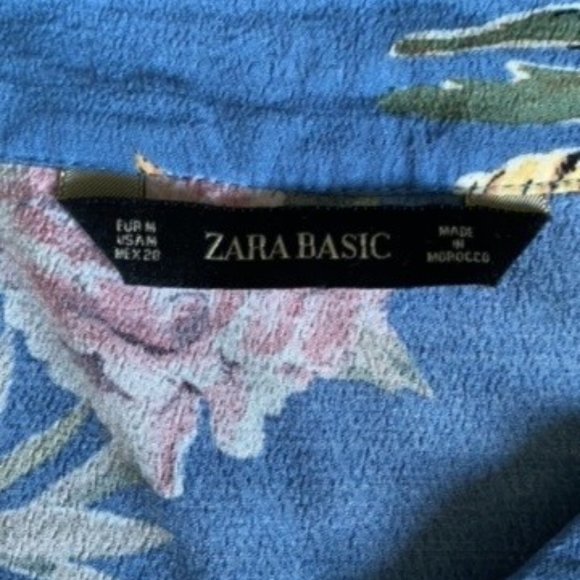 EUR M
USA M
MEX 28
ZARA BASIC
MADE
IN
MOROCCO